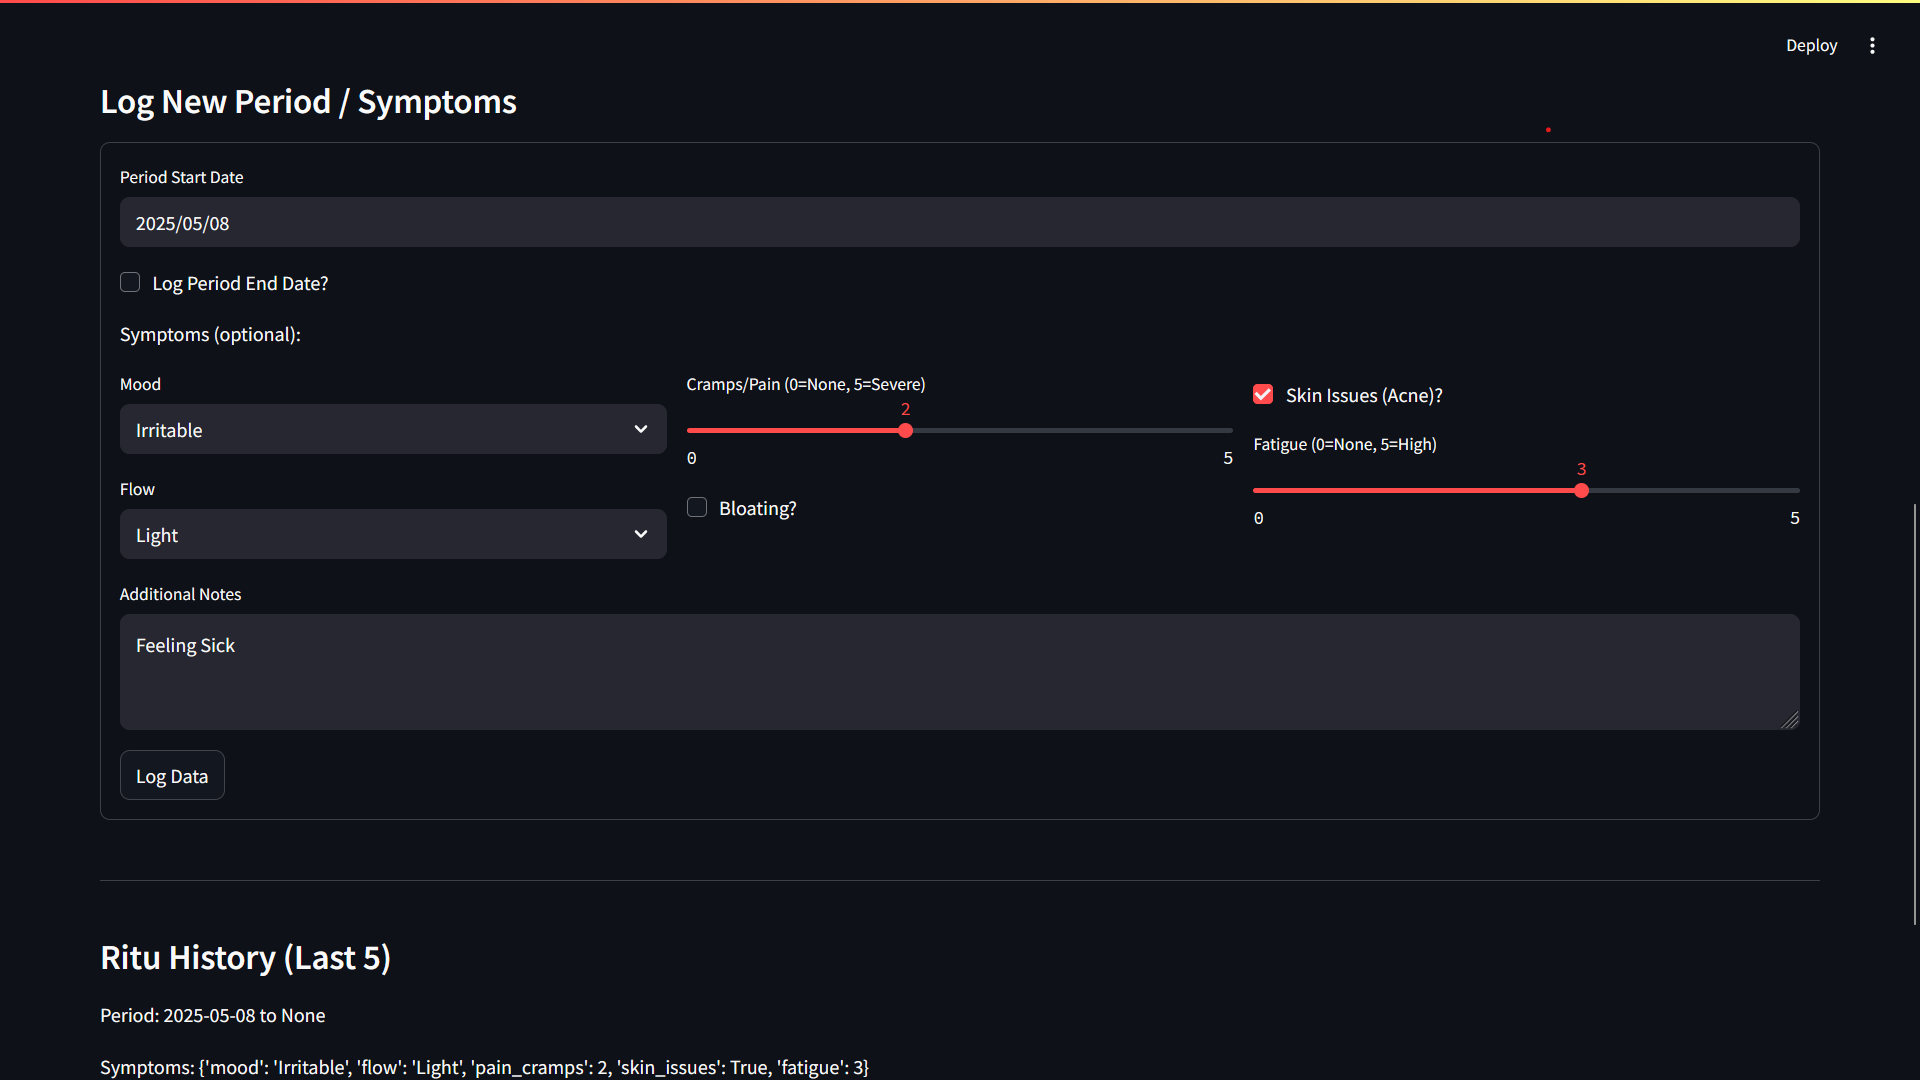 Deploy
Log New Period / Symptoms
Period Start Date
2025/05/08
Log Period End Date?
Symptoms (optional):
Mood
Irritable
Flow
Light
Cramps/Pain (0=None, 5=Severe)
2
0 5
Bloating?
Skin Issues (Acne)?
Fatigue (0=None, 5=High)
3
0 5
Additional Notes
Feeling Sick
Log Data
Ritu History (Last 5)
Period: 2025-05-08 to None
Symptoms: {'mood': 'Irritable', 'flow': 'Light', 'pain_cramps': 2, 'skin_issues': True, 'fatigue': 3}